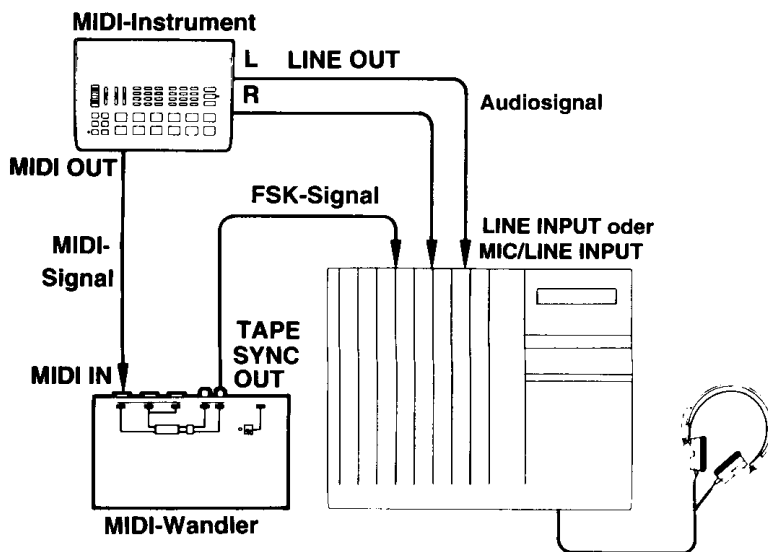 MIDI-Instrument
L LINE OUT
R
Audiosignal
MIDI OUT
FSK-Signal
LINE INPUT oder
MIC/LINE INPUT
MIDI-
Signal
TAPE
SYNC
OUT
MIDI IN
MIDI-Wandler